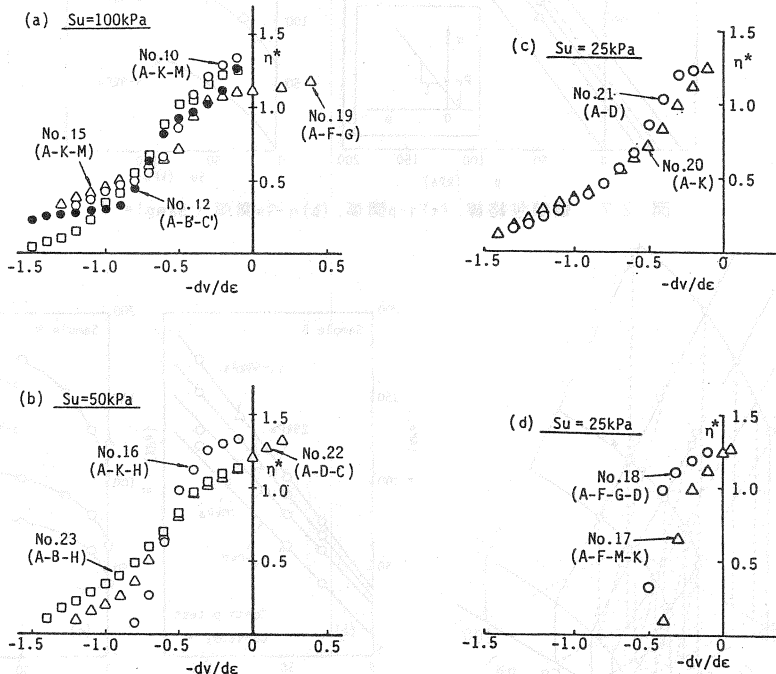 (a) Su=100kPa
No.10
(A-K-M)
1.5
η*
No.19
(A-F-G)
1.0
No.15
(A-K-M)
0.5
No.12
(A-B'-C')
-1.5 -1.0 -0.5 0 0.5
-dv/dε
(c) Su = 25kPa
1.5
η*
No.21
(A-D)
1.0
No.20
(A-K)
0.5
-1.5 -1.0 -0.5 0
-dv/dε
(b) Su=50kPa
1.5
No.16
(A-K-H)
No.22
(A-D-C)
η*
1.0
No.23
(A-B-H)
0.5
-1.5 -1.0 -0.5 0 0.5
-dv/dε
(d) Su = 25kPa
1.5
η*
No.18
(A-F-G-D)
1.0
No.17
(A-F-M-K)
0.5
-1.5 -1.0 -0.5 0
-dv/dε